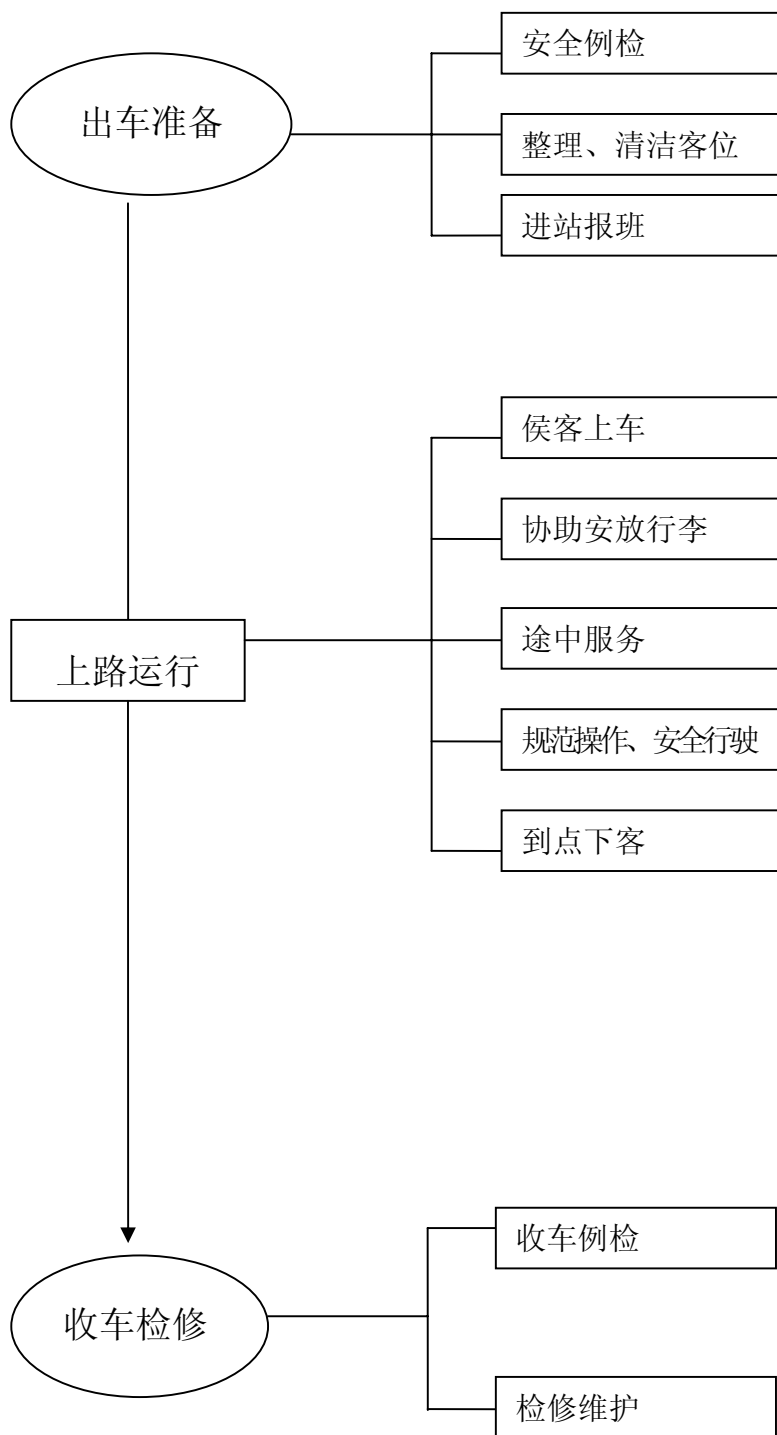 出车准备
安全例检
整理、清洁客位
进站报班
上路运行
侯客上车
协助安放行李
途中服务
规范操作、安全行驶
到点下客
收车检修
收车例检
检修维护